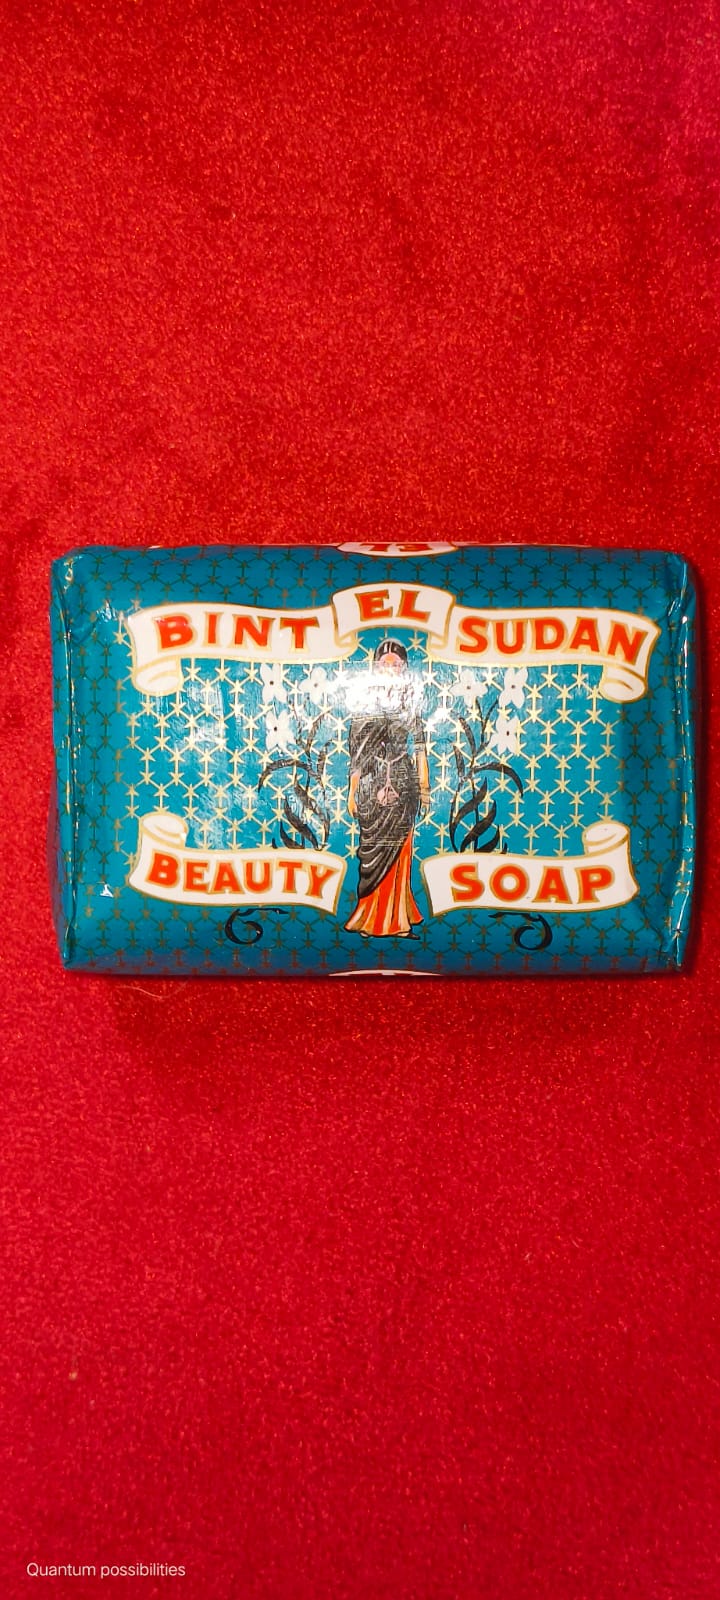 BINT EL SUDAN
BEAUTY SOAP
Quantum possibilities